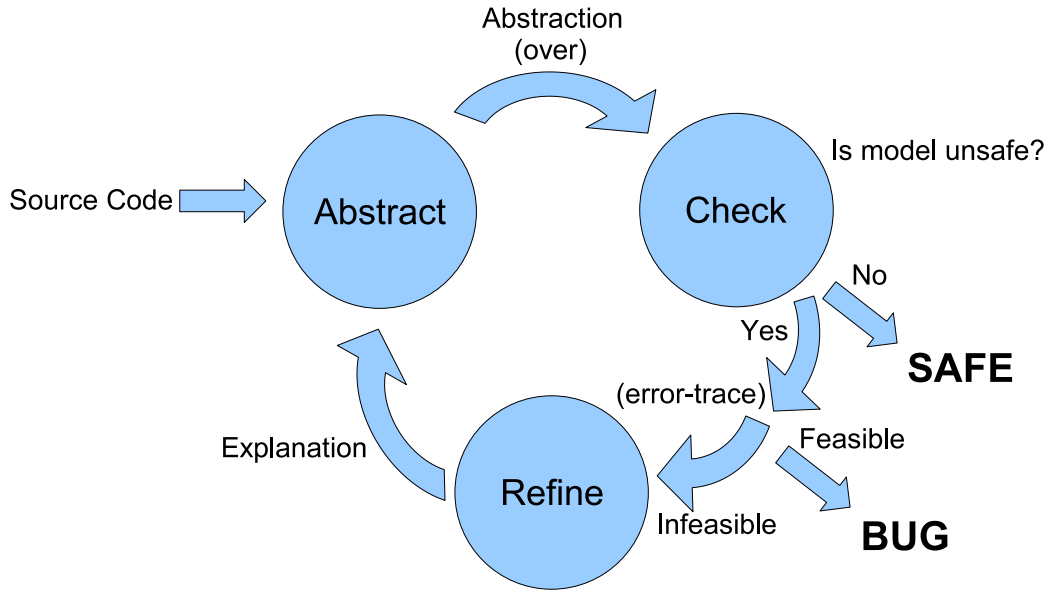 Abstraction
(over)
Is model unsafe?
Source Code
Abstract
Check
No
Yes
SAFE
(error-trace)
Feasible
Explanation
Refine
Infeasible
BUG